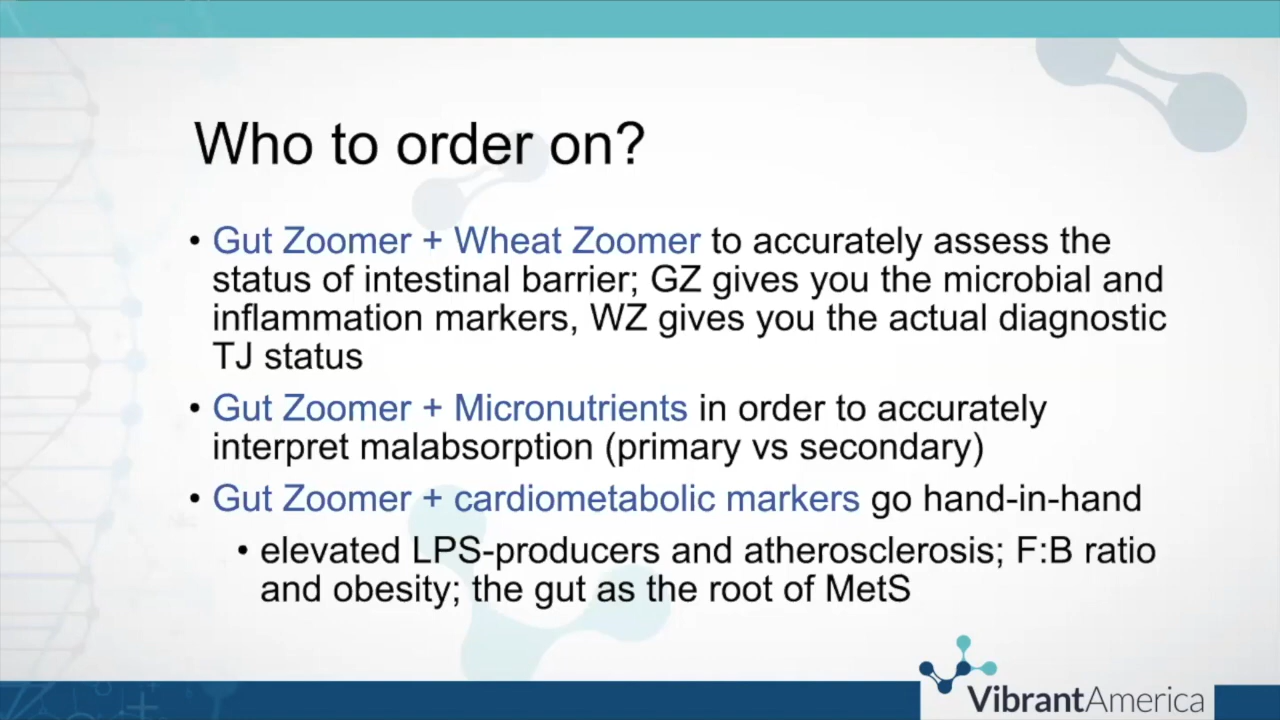 Who to order on?
• Gut Zoomer + Wheat Zoomer to accurately assess the
status of intestinal barrier; GZ gives you the microbial and
inflammation markers, WZ gives you the actual diagnostic
TJ status
• Gut Zoomer + Micronutrients in order to accurately
interpret malabsorption (primary vs secondary)
• Gut Zoomer + cardiometabolic markers go hand-in-hand
• elevated LPS-producers and atherosclerosis; F:B ratio
and obesity; the gut as the root of MetS
VibrantAmerica